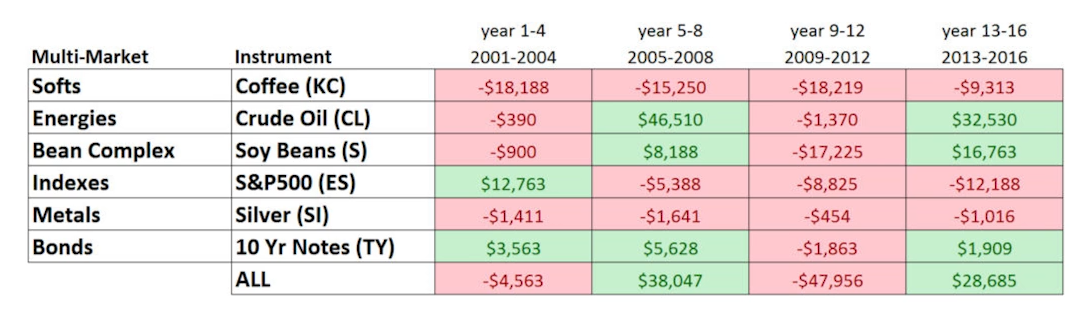 year 1-4 year 5-8 year 9-12 year 13-16
Multi-Market Instrument 2001-2004 2005-2008 2009-2012 2013-2016
Softs Coffee (KC) -$18,188 -$15,250 -$18,219 -$9,313
Energies Crude Oil (CL) -$390 $46,510 -$1,370 $32,530
Bean Complex Soy Beans (S) -$900 $8,188 -$17,225 $16,763
Indexes S&P500 (ES) $12,763 -$5,388 -$8,825 -$12,188
Metals Silver (SI) -$1,411 -$1,641 -$454 -$1,016
Bonds 10 Yr Notes (TY) $3,563 $5,628 -$1,863 $1,909
ALL -$4,563 $38,047 -$47,956 $28,685